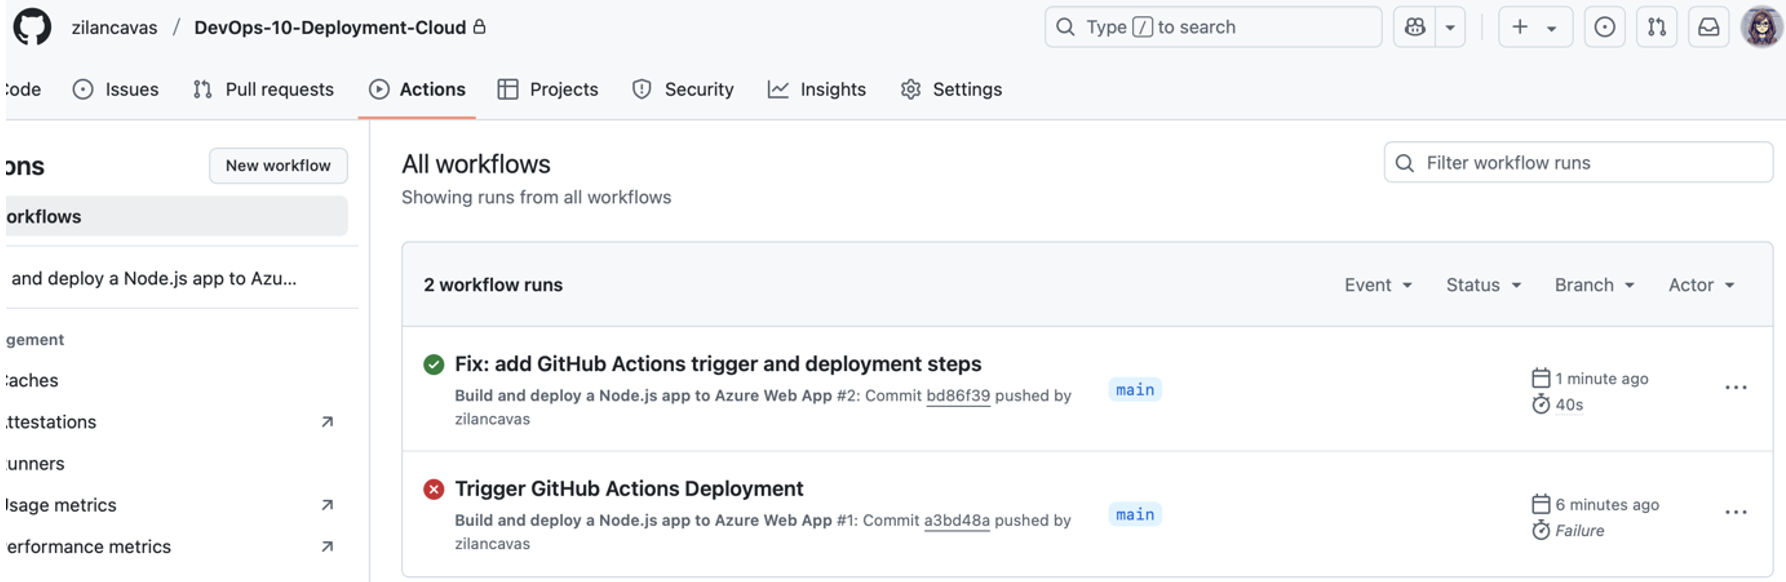 zilancavas / DevOps-10-Deployment-Cloud
Type / to search
ode Issues Pull requests Actions Projects Security Insights Settings
ons
New workflow
orkflows
and deploy a Node.js app to Azu...
gement
aches
ttestations
unners
sage metrics
erformance metrics
All workflows
Showing runs from all workflows
Filter workflow runs
2 workflow runs
Event Status Branch Actor
Fix: add GitHub Actions trigger and deployment steps
Build and deploy a Node.js app to Azure Web App #2: Commit bd86f39 pushed by
zilancavas
main
1 minute ago
40s
Trigger GitHub Actions Deployment
Build and deploy a Node.js app to Azure Web App #1: Commit a3bd48a pushed by
zilancavas
main
6 minutes ago
Failure